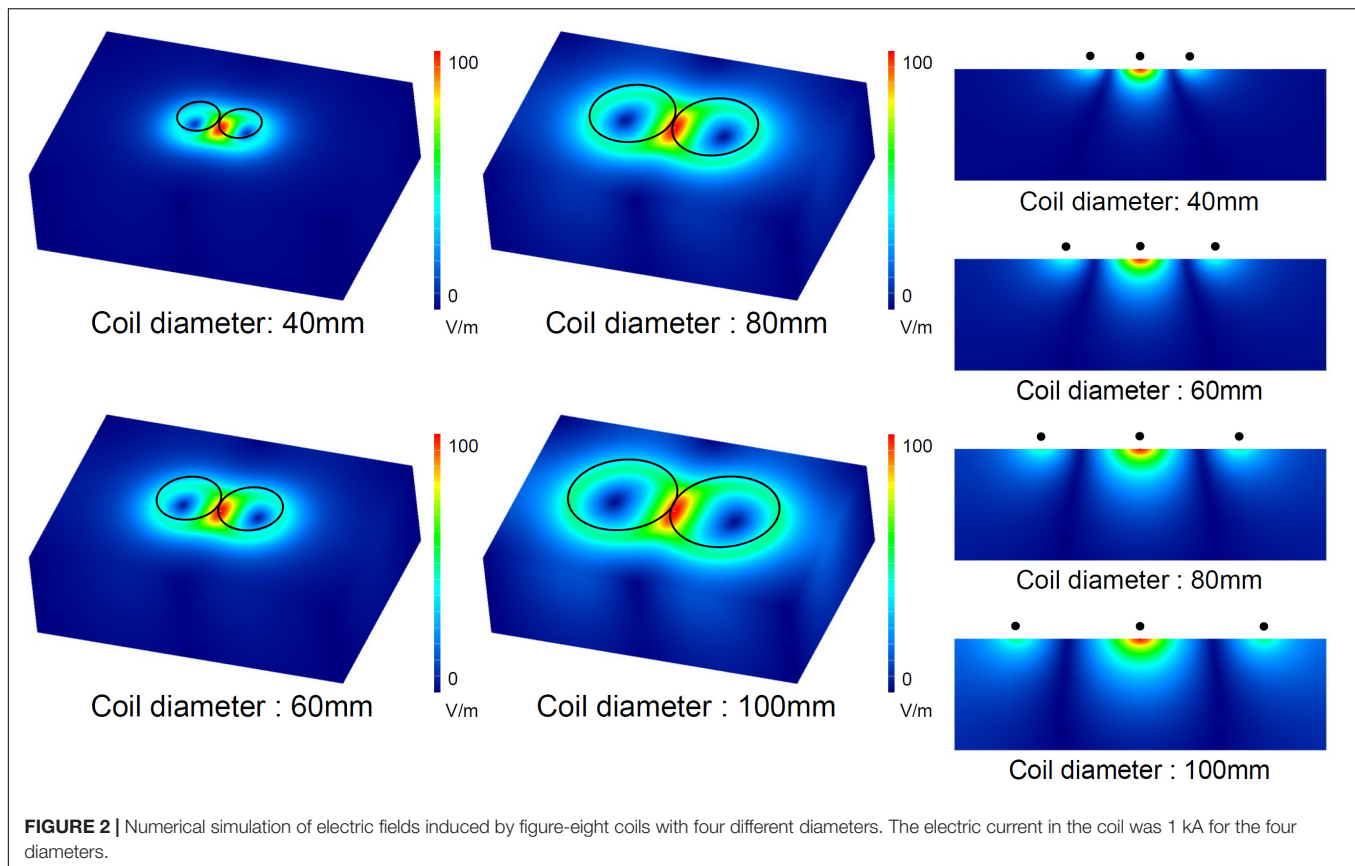 100
0
V/m
Coil diameter: 40mm
100
0
V/m
Coil diameter : 80mm
Coil diameter: 40mm
Coil diameter : 60mm
100
0
V/m
Coil diameter : 60mm
100
0
V/m
Coil diameter : 100mm
Coil diameter : 80mm
Coil diameter : 100mm
FIGURE 2 | Numerical simulation of electric fields induced by figure-eight coils with four different diameters. The electric current in the coil was 1 kA for the four
diameters.